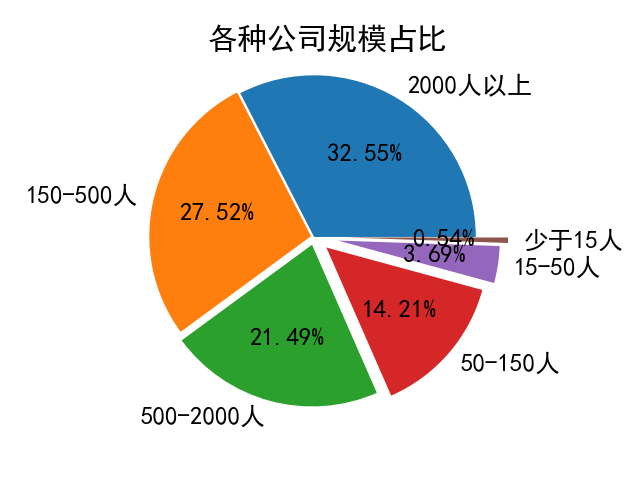 各种公司规模占比
2000人以上
32.55%
150-500人
27.52%
0.54%
少于15人
3.69%
15-50人
14.21%
21.49%
50-150人
500-2000人